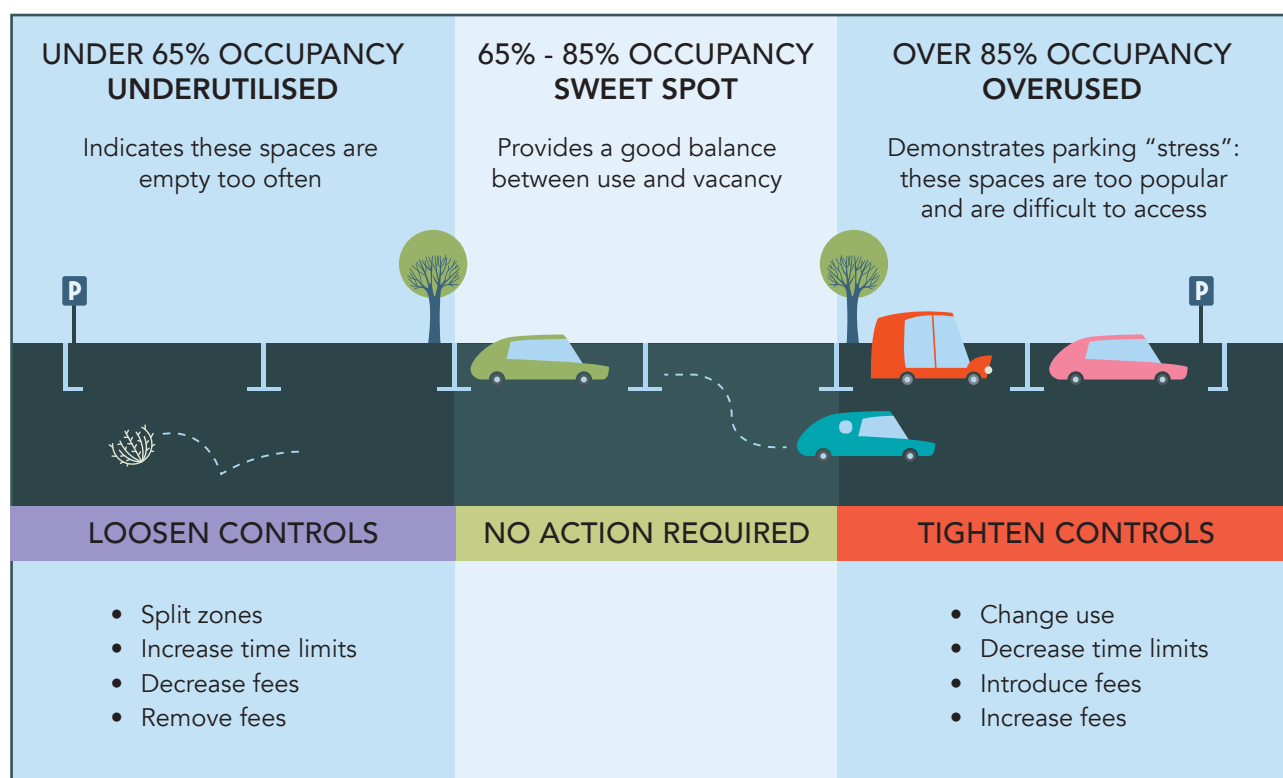 UNDER 65% OCCUPANCY
UNDERUTILISED
Indicates these spaces are
empty too often
65% - 85% OCCUPANCY
SWEET SPOT
Provides a good balance
between use and vacancy
OVER 85% OCCUPANCY
OVERUSED
Demonstrates parking “stress”:
these spaces are too popular
and are difficult to access
P
P
LOOSEN CONTROLS
NO ACTION REQUIRED
TIGHTEN CONTROLS
• Split zones
• Increase time limits
• Decrease fees
• Remove fees
• Change use
• Decrease time limits
• Introduce fees
• Increase fees